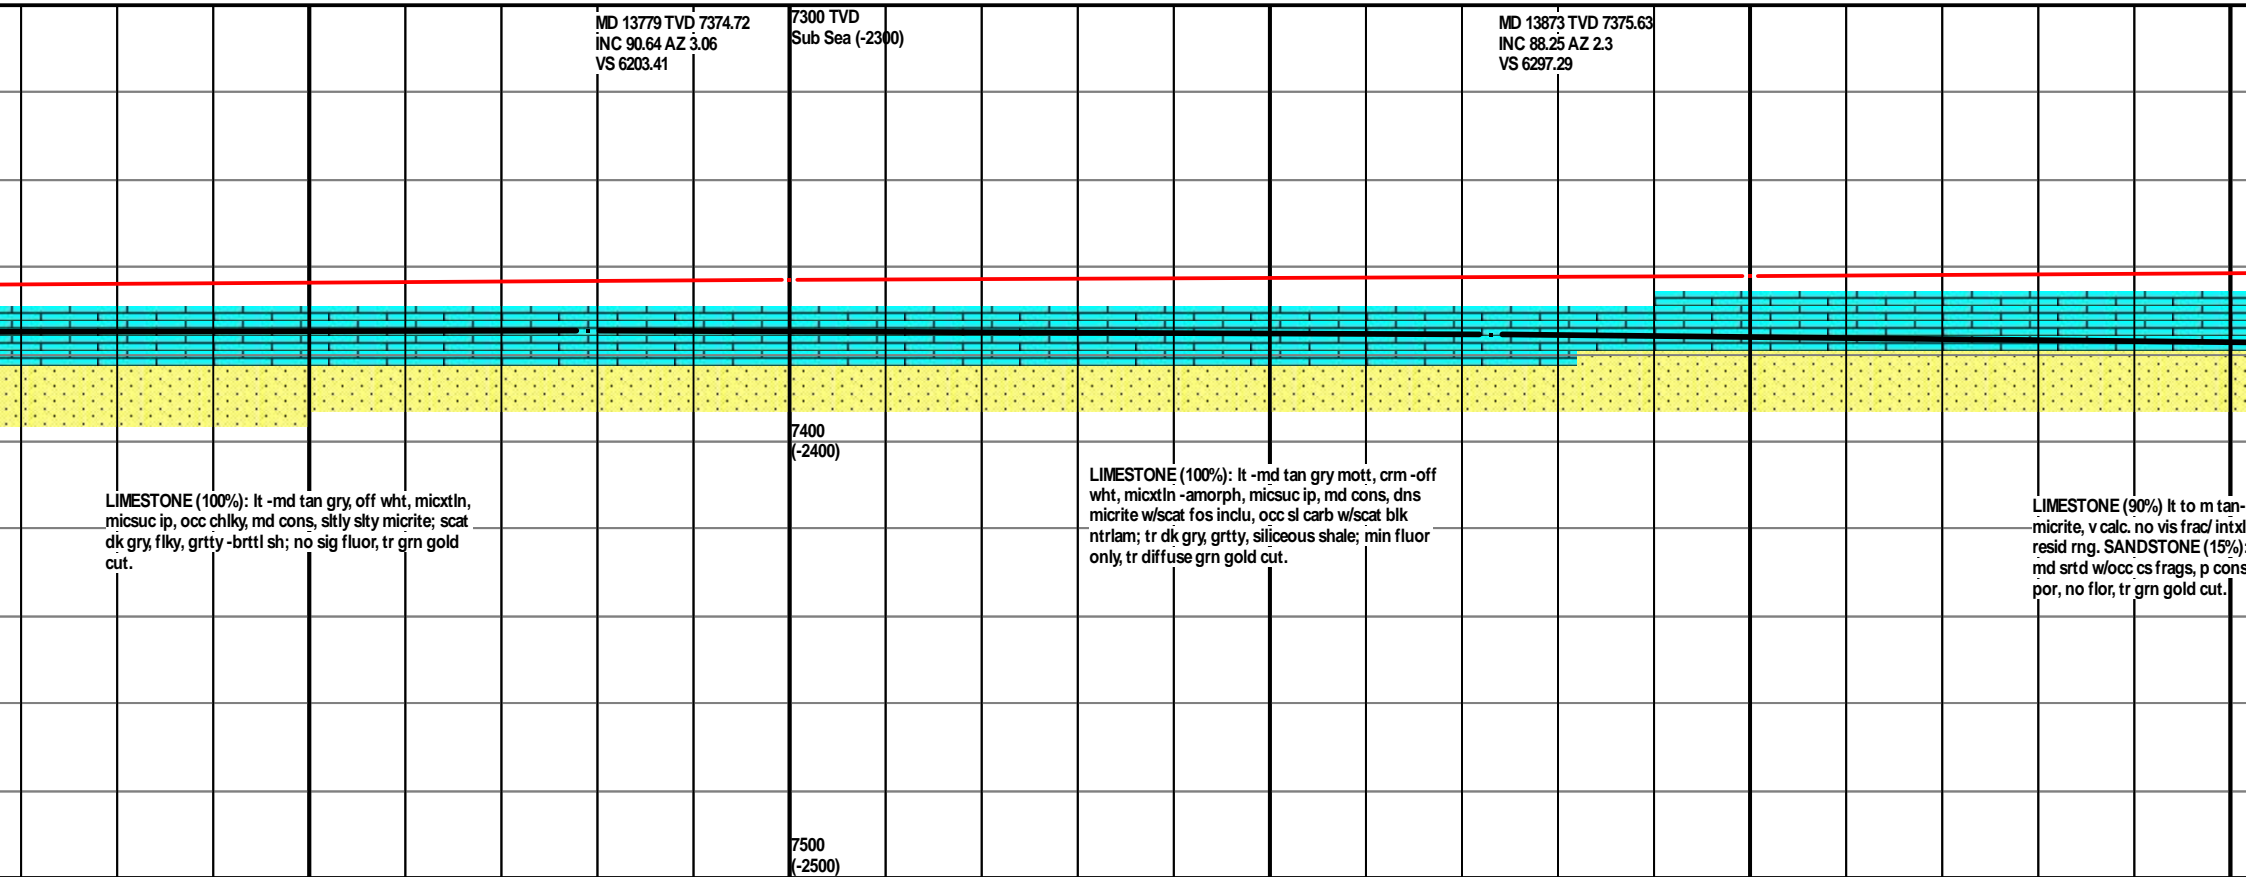 MD 13779 TVD 7374.72
INC 90.64 AZ 3.06
VS 6203.41
7300 TVD
Sub Sea (-2300)
MD 13873 TVD 7375.63
INC 88.25 AZ 2.3
VS 6297.29
7400
(-2400)
LIMESTONE (100%): lt -md tan gry, off wht, micxtln,
micsuc ip, occ chlky, md cons, sltly slty micrite; scat
dk gry, flky, grtty -brttl sh; no sig fluor, tr grn gold
cut.
LIMESTONE (100%): lt -md tan gry mott, crm -off
wht, micxtln -amorph, micsuc ip, md cons, dns
micrite w/scat fos inclu, occ sl carb w/scat blk
ntrlam; tr dk gry, grtty, siliceous shale; min fluor
only, tr diffuse grn gold cut.
LIMESTONE (90%) lt to m tan-
micrite, v calc. no vis frac/ intxl
resid rng. SANDSTONE (15%):
md srtd w/occ cs frags, p cons
por, no flor, tr grn gold cut.
7500
(-2500)